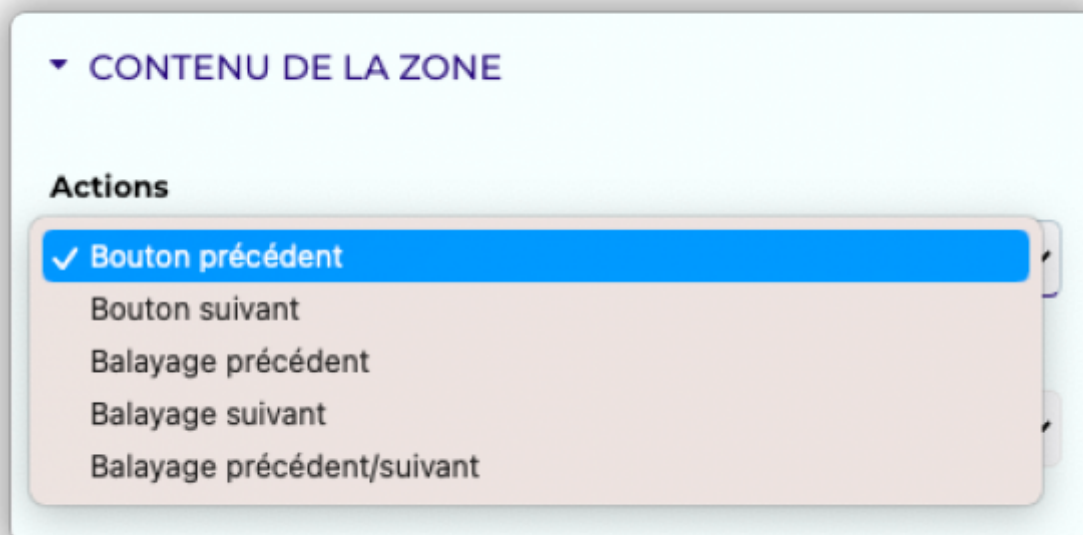 CONTENU DE LA ZONE
Actions
Bouton précédent
Bouton suivant
Balayage précédent
Balayage suivant
Balayage précédent/suivant